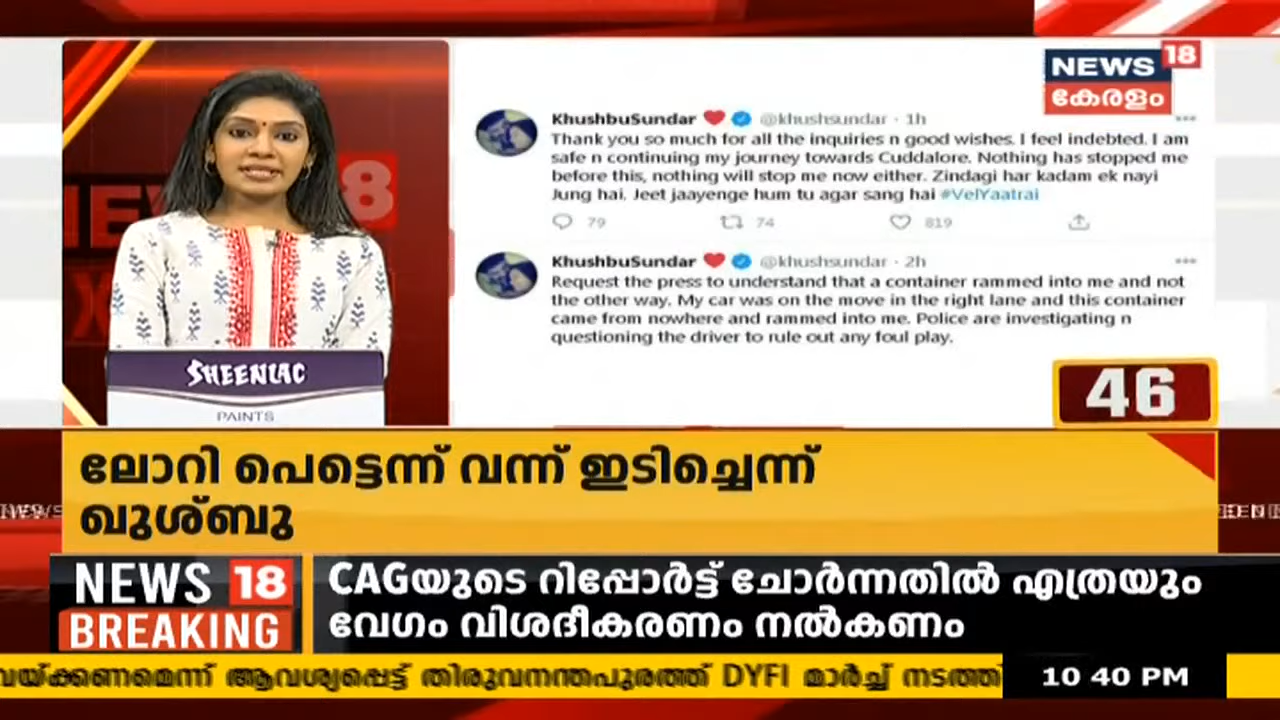 NEWS 18
കേരളം
KhushbuSundar @khushsundar · 1h
Thank you so much for all the inquiries n good wishes. I feel indebted. I am
safe n continuing my journey towards Cuddalore. Nothing has stopped me
before this, nothing will stop me now either. Zindagi har kadam ek nayi
Jung hai. Jeet jaayenge hum tu agar sang hai #VelYaatrai
79 74 819
KhushbuSundar @khushsundar · 2h
Request the press to understand that a container rammed into me and not
the other way. My car was on the move in the right lane and this container
came from nowhere and rammed into me. Police are investigating n
questioning the driver to rule out any foul play.
18
SHEENLAC
PAINTS
46
ലോറി പെട്ടെന്ന് വന്ന് ഇടിച്ചെന്ന്
ഖുശ്ബു
NEWS 18
BREAKING
CAGയുടെ റിപ്പോർട്ട് ചോർന്നതിൽ എത്രയും
വേഗം വിശദീകരണം നൽകണം
വയ്ക്കണമെന്ന് ആവശ്യപ്പെട്ട് തിരുവനന്തപുരത്ത് DYFI മാർച്ച് നടത്ത
10 40 PM